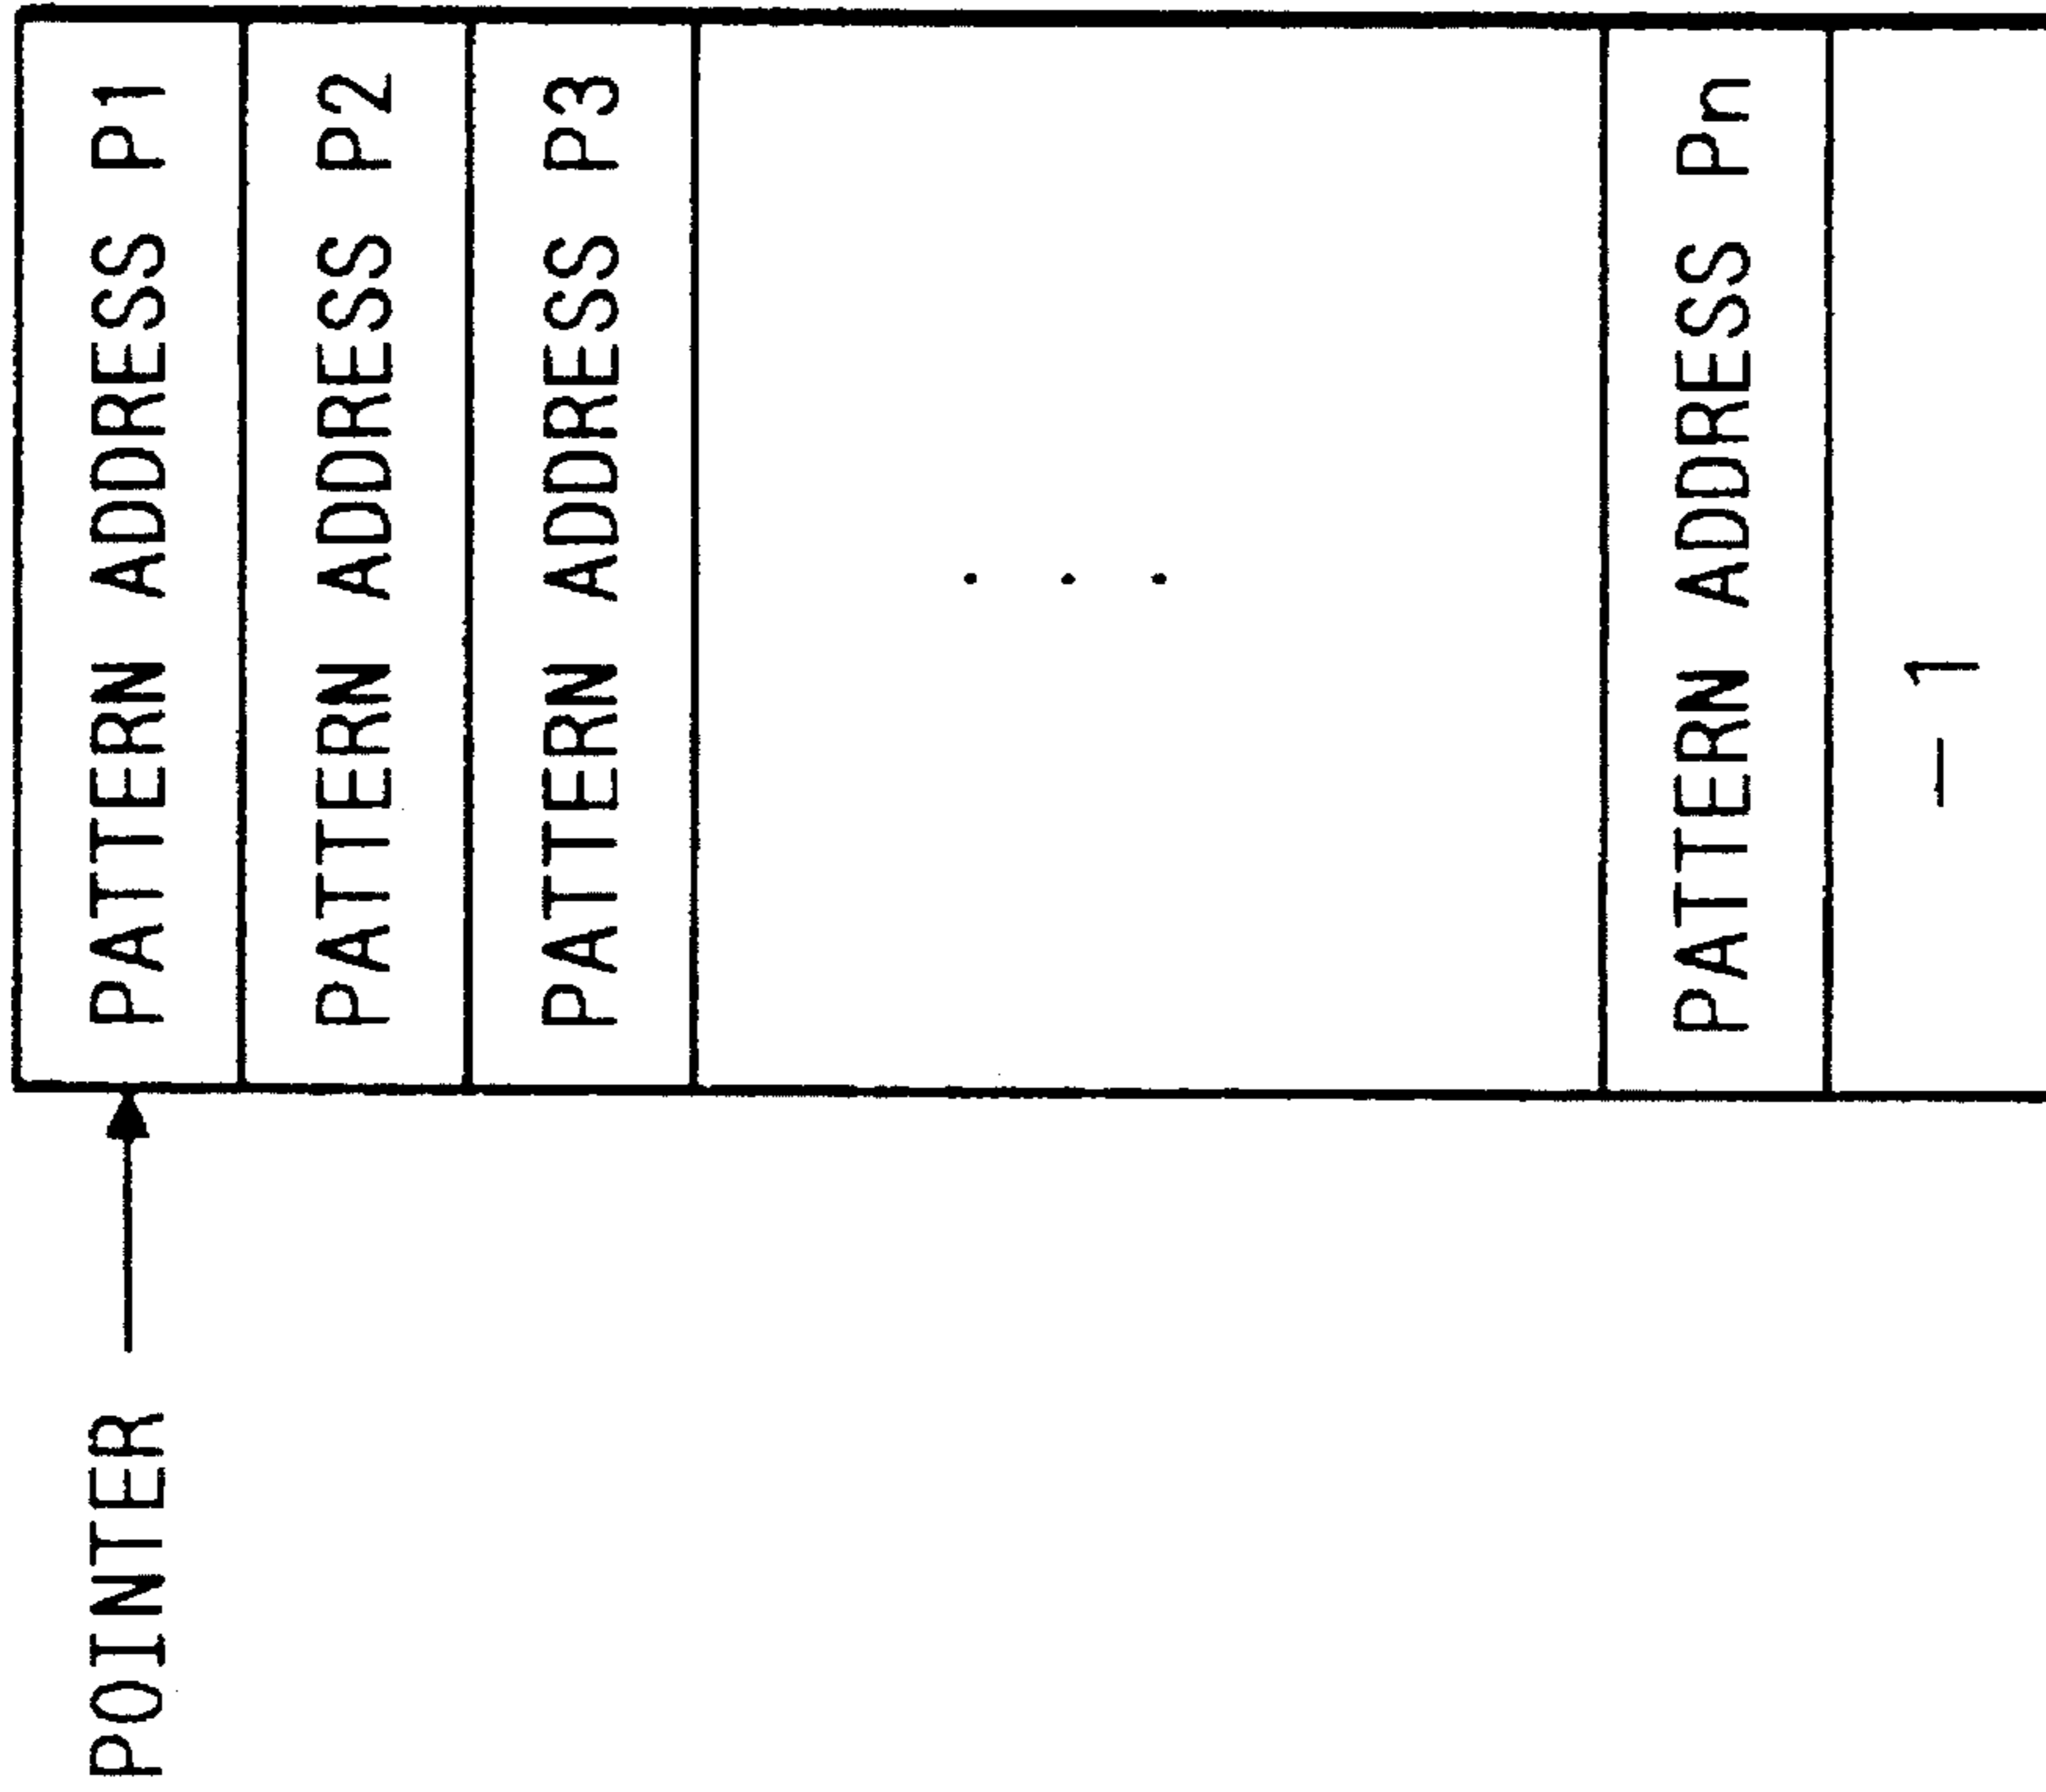 POINTER
PATTERN ADDRESS P1
PATTERN ADDRESS P2
PATTERN ADDRESS P3
. . .
PATTERN ADDRESS Pn
− 1